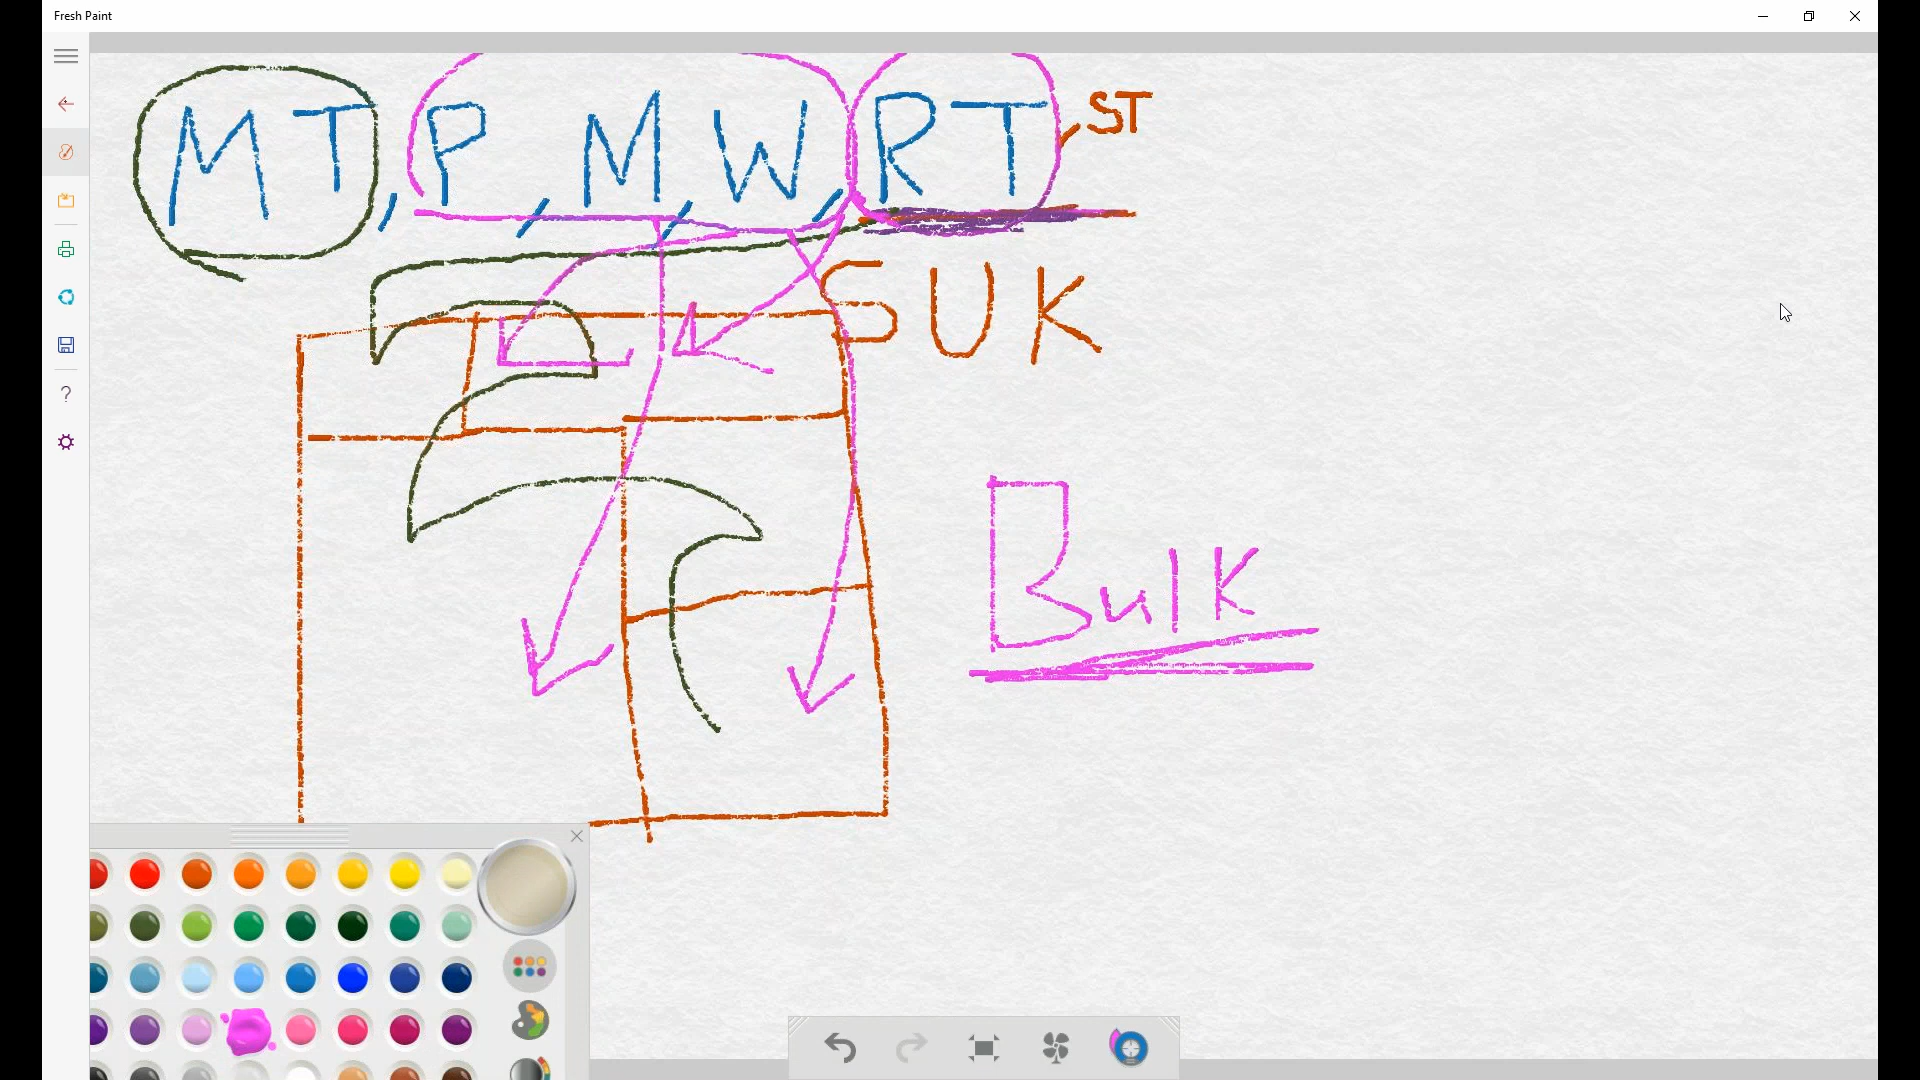 Fresh Paint
MT, P, M, W, RT, ST
SUK
Bulk
?